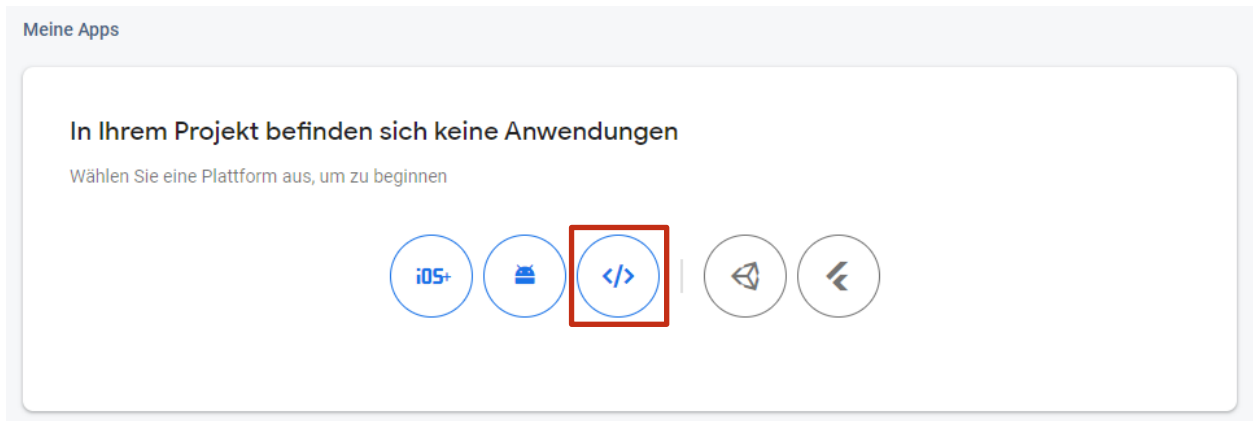 Meine Apps
In Ihrem Projekt befinden sich keine Anwendungen
Wählen Sie eine Plattform aus, um zu beginnen
iOS+ </>